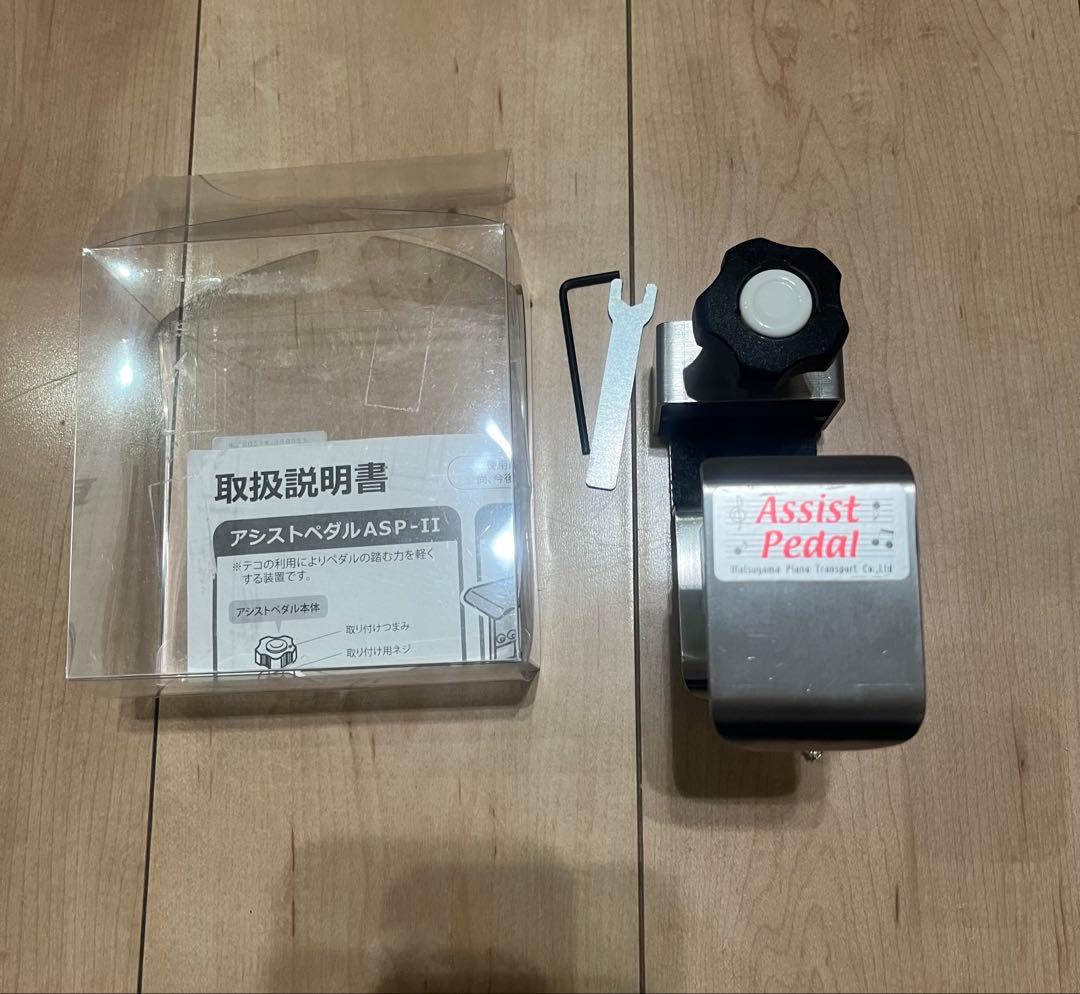 取扱説明書
アシストペダルASP-II
※テコの利用によりペダルの踏む力を軽く
する装置です。
アシストペダル本体
取り付けつまみ
取り付け用ネジ
Assist
Pedal
Matsuyama Piano Transport Co.,Ltd